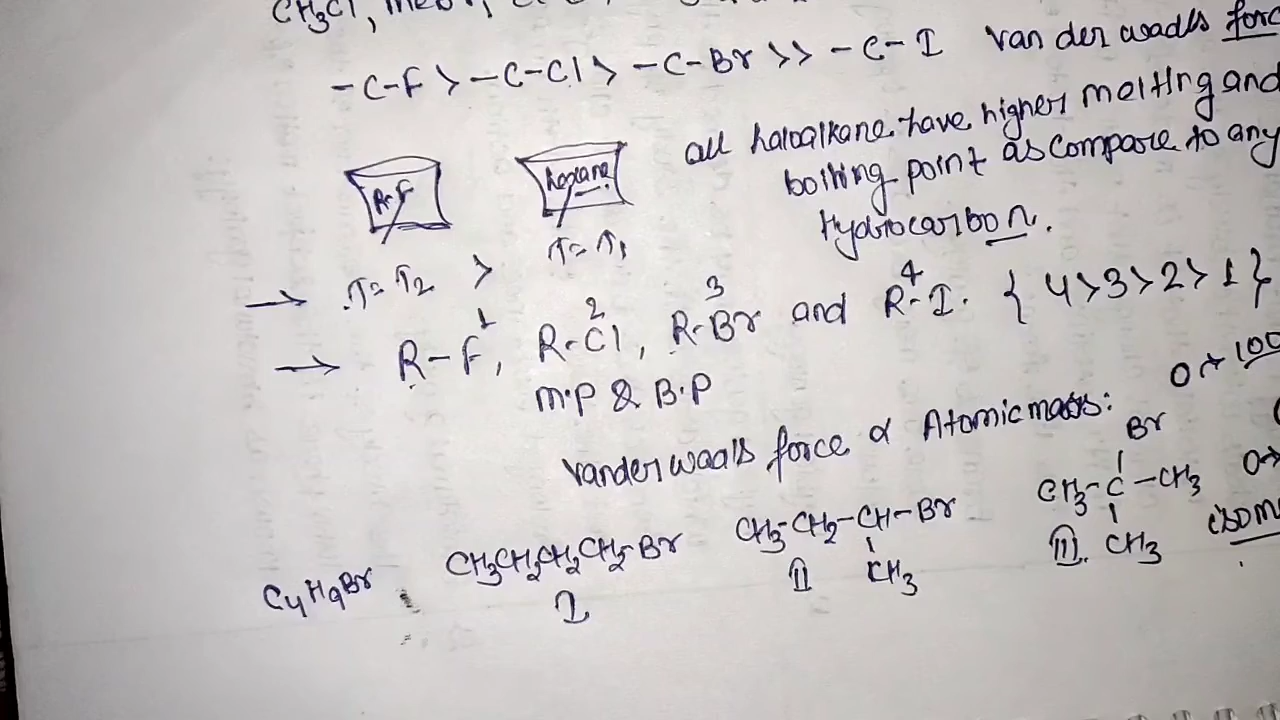 CH3Cl,
-C-F > -C-Cl > -C-Br >> -C-I van der waals forc
all haloalkane have higher melting and
boiling point as compare to any
Hydrocarbon.
R-F
T= T2 > T= T1
→ R-F, R-Cl, R-Br and R-I. { 4>3>2>1 }
1 2 3 4
m.p & B.P
Vanderwaals force α Atomic mass:
C4H9Br CH3CH2CH2CH2-Br CH3-CH2-CH-Br CH3-C-CH3
Br
CH3 CH3
I II III
isom